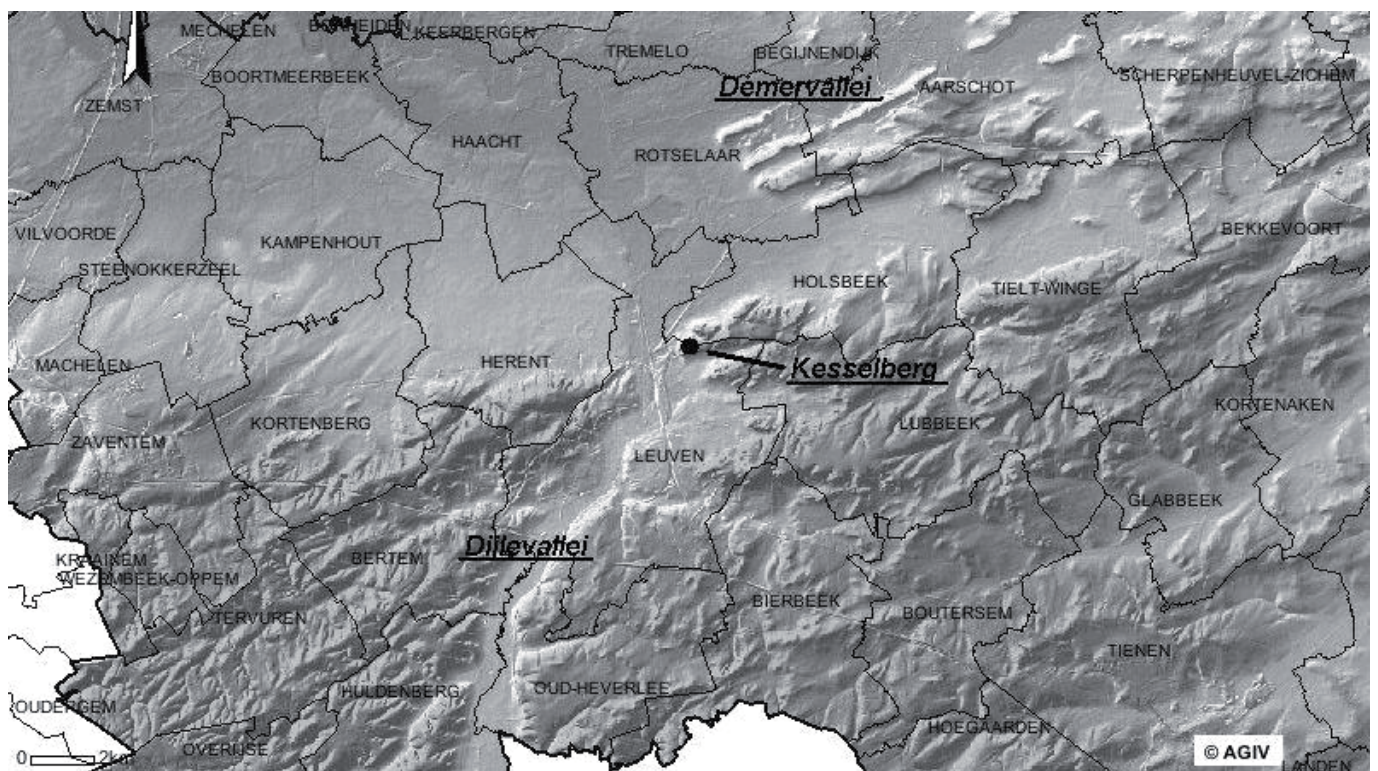 MECHELEN
BONHEIDEN
KEERBERGEN
TREMELO
BEGIJNENDIJK
BOORTMEERBEEK
SCHERPENHEUVEL-ZICHEM
Demervallei
AARSCHOT
ZEMST
HAACHT
ROTSELAAR
VILVOORDE
KAMPENHOUT
BEKKEVOORT
STEENOKKERZEEL
HOLSBEEK
TIELT-WINGE
MACHELEN
HERENT
Kesselberg
KORTENAKEN
KORTENBERG
LUBBEEK
ZAVENTEM
LEUVEN
GLABBEEK
Dillevallei
KRAAINEM
BERTEM
WEZEMBEEK-OPPEM
BIERBEEK
BOUTERSEM
TERVUREN
TIENEN
HULDENBERG
OUD-HEVERLEE
OUDERGEM
HOEGAARDEN
OVERIJSE
0 2km
© AGIV
LANDEN